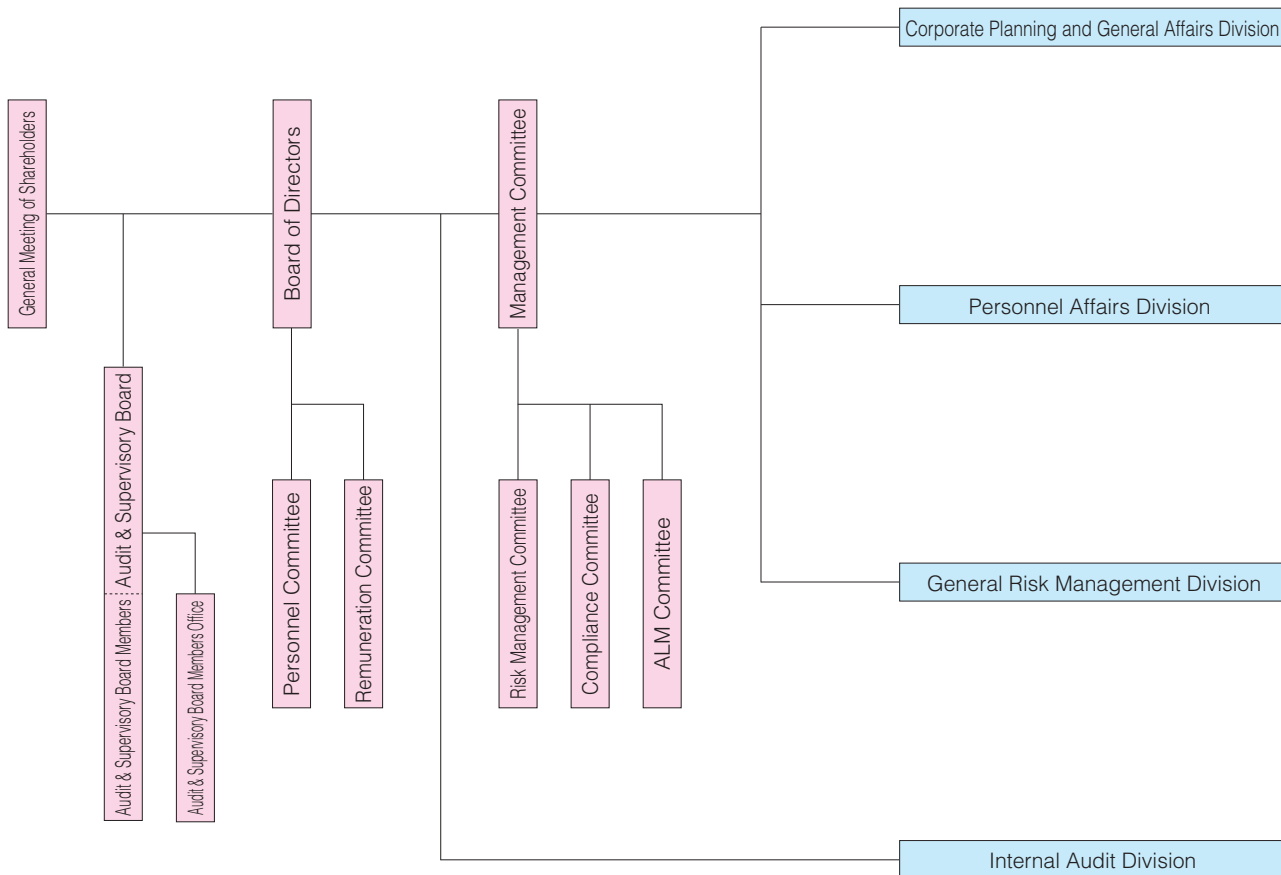 General Meeting of Shareholders
Audit & Supervisory Board
Audit & Supervisory Board Members
Audit & Supervisory Board Members Office
Board of Directors
Personnel Committee
Remuneration Committee
Management Committee
Risk Management Committee
Compliance Committee
ALM Committee
Corporate Planning and General Affairs Division
Personnel Affairs Division
General Risk Management Division
Internal Audit Division